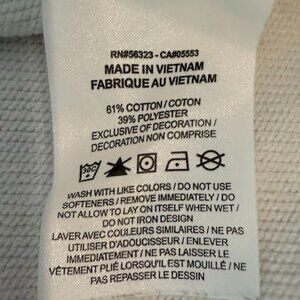 RN#56323 - CA#05553
MADE IN VIETNAM
FABRIQUE AU VIETNAM
61% COTTON / COTON
39% POLYESTER
EXCLUSIVE OF DECORATION /
DECORATION NON COMPRISE
30C
WASH WITH LIKE COLORS / DO NOT USE
SOFTENERS / REMOVE IMMEDIATELY / DO
NOT ALLOW TO LAY ON ITSELF WHEN WET /
DO NOT IRON DESIGN
LAVER AVEC COULEURS SIMILAIRES / NE PAS
UTILISER D'ADOUCISSEUR / ENLEVER
IMMEDIATEMENT / NE PAS LAISSER LE
VÊTEMENT PLIÉ LORSQU'IL EST MOUILLÉ / NE
PAS REPASSER LE DESSIN